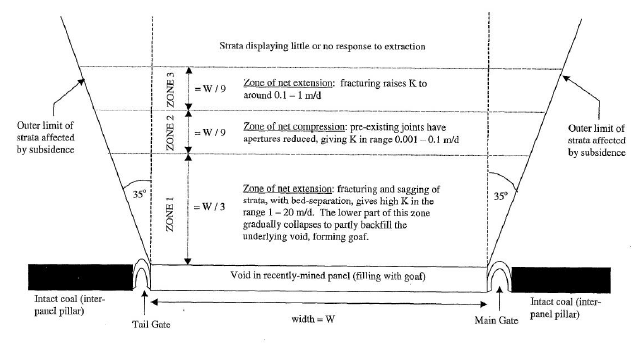 Strata displaying little or no response to extraction
ZONE 3
= W / 9
Zone of net extension: fracturing raises K to
around 0.1 – 1 m/d
ZONE 2
= W / 9
Zone of net compression: pre-existing joints have
apertures reduced, giving K in range 0.001 – 0.1 m/d
Outer limit of
strata affected
by subsidence
Outer limit of
strata affected
by subsidence
35°
35°
ZONE 1
= W / 3
Zone of net extension: fracturing and sagging of
strata, with bed-separation, gives high K in the
range 1 – 20 m/d. The lower part of this zone
gradually collapses to partly backfill the
underlying void, forming goaf.
Void in recently-mined panel (filling with goaf)
Intact coal (inter-
panel pillar)
Tail Gate
width = W
Main Gate
Intact coal (inter-
panel pillar)